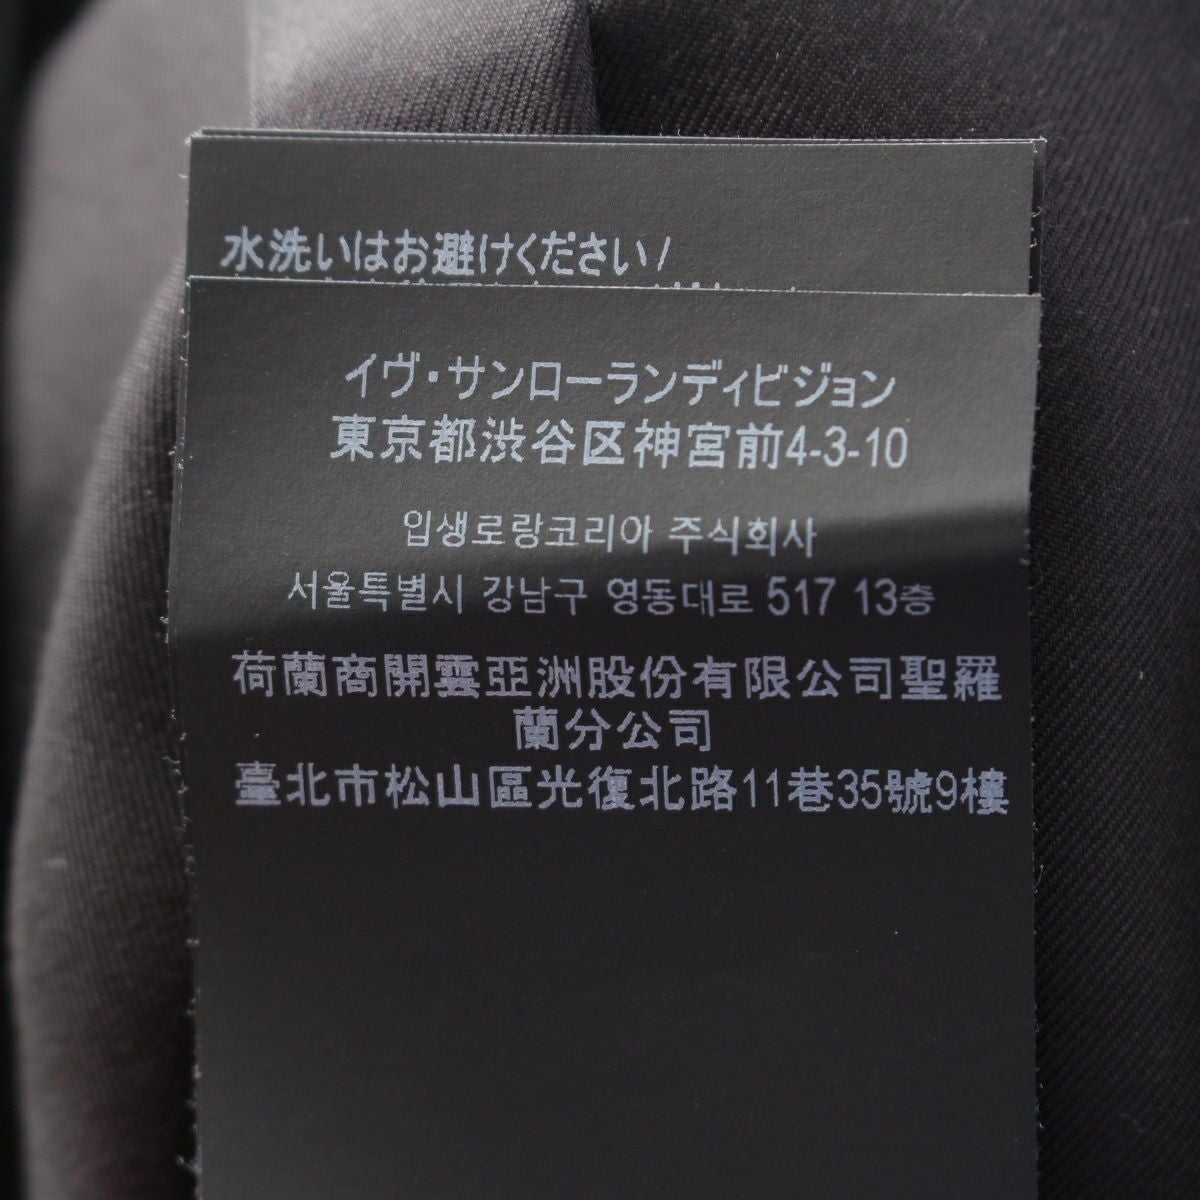 水洗いはお避けください/
イヴ・サンローランディビジョン
東京都渋谷区神宮前4-3-10
입생로랑코리아 주식회사
서울특별시 강남구 영동대로 517 13층
荷蘭商開雲亞洲股份有限公司聖羅
蘭分公司
臺北市松山區光復北路11巷35號9樓